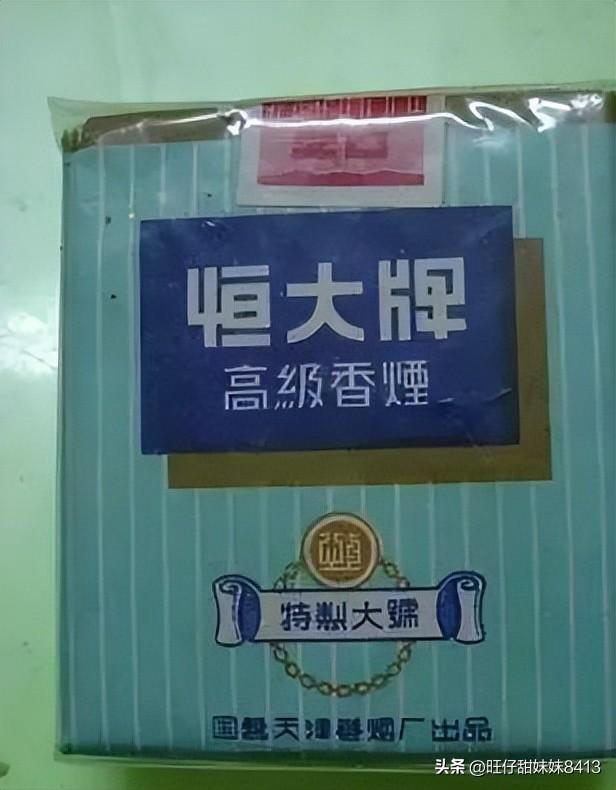 恒大牌
高級香煙
特製大號
国營天津卷烟厂出品
头条 @旺仔甜妹妹8413